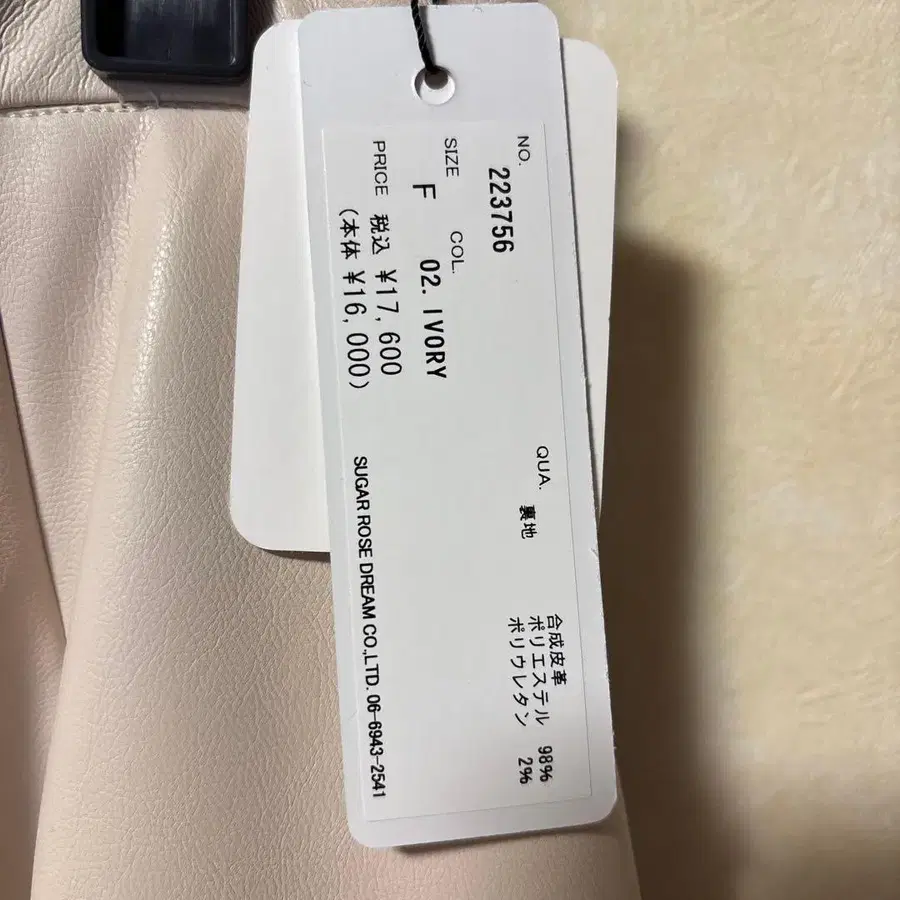 NO.
223756
SIZE COL.
F 02. IVORY
PRICE 税込 ¥17,600
(本体 ¥16,000)
QUA.
合成皮革
裏地 ポリエステル 98%
ポリウレタン 2%
SUGAR ROSE DREAM CO.,LTD. 06-6943-2541